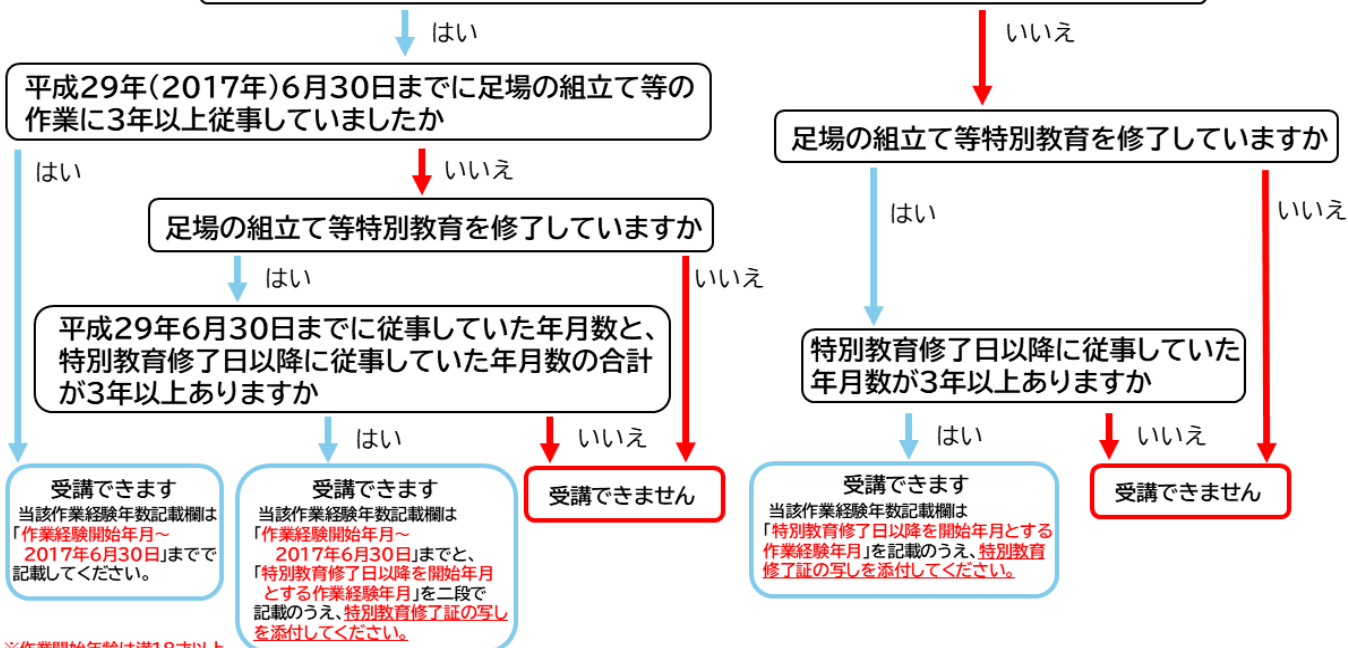 はい
いいえ
平成29年(2017年)6月30日までに足場の組立て等の
作業に3年以上従事していましたか
足場の組立て等特別教育を修了していますか
はい
いいえ
はい
いいえ
足場の組立て等特別教育を修了していますか
はい
いいえ
平成29年6月30日までに従事していた年月数と、
特別教育修了日以降に従事していた年月数の合計
が3年以上ありますか
特別教育修了日以降に従事していた
年月数が3年以上ありますか
はい
いいえ
はい
いいえ
受講できます
当該作業経験年数記載欄は
「作業経験開始年月~
2017年6月30日」までで
記載してください。
受講できます
当該作業経験年数記載欄は
「作業経験開始年月~
2017年6月30日」までと、
「特別教育修了日以降を開始年月
とする作業経験年月」を二段で
記載のうえ、特別教育修了証の写し
を添付してください。
受講できません
受講できます
当該作業経験年数記載欄は
「特別教育修了日以降を開始年月とする
作業経験年月」を記載のうえ、特別教育
修了証の写しを添付してください。
受講できません
※作業開始年齢は満18才以上